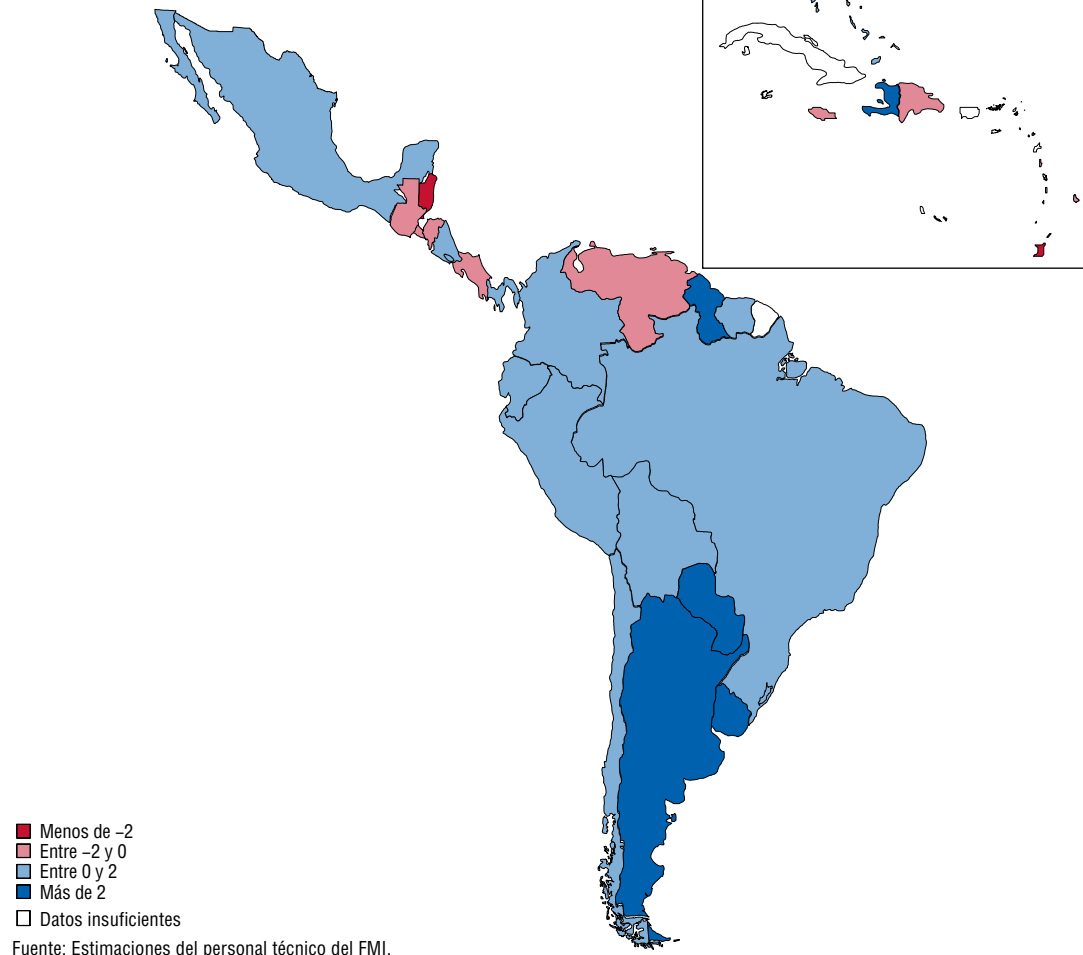 Menos de –2
Entre –2 y 0
Entre 0 y 2
Más de 2
Datos insuficientes
Fuente: Estimaciones del personal técnico del FMI.